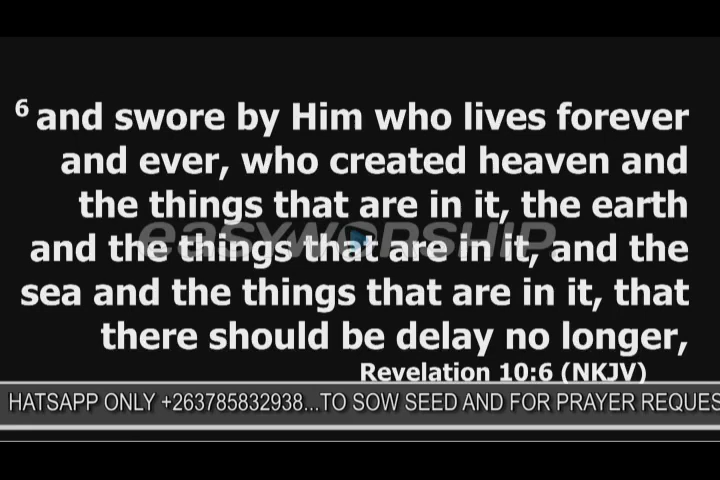 6 and swore by Him who lives forever
and ever, who created heaven and
the things that are in it, the earth
and the things that are in it, and the
sea and the things that are in it, that
there should be delay no longer,
easyworship
Revelation 10:6 (NKJV)
HATSAPP ONLY +263785832938...TO SOW SEED AND FOR PRAYER REQUES